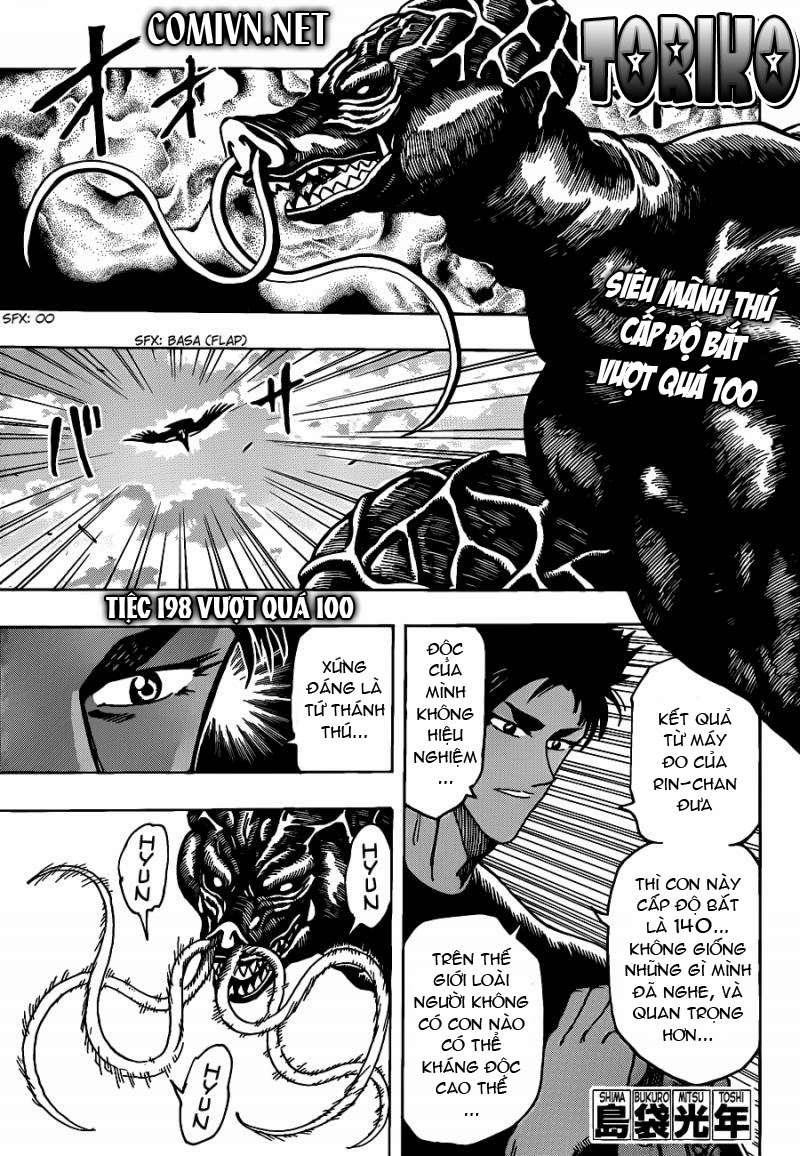 COMIVN.NET
TORIKO
オオ
SIÊU MÃNH THÚ
CẤP ĐỘ BẮT
VƯỢT QUÁ 100
SFX: OO
SFX: BASA (FLAP)
バサ
TIỆC 198 VƯỢT QUÁ 100
KẾT QUẢ
TỪ MÁY
ĐO CỦA
RIN-CHAN
ĐƯA
THÌ CON NÀY
CẤP ĐỘ BẮT
LÀ 140...
KHÔNG GIỐNG
NHỮNG GÌ MÌNH
ĐÃ NGHE, VÀ
QUAN TRỌNG
HƠN...
ĐỘC
CỦA
MÌNH
KHÔNG
HIỆU
NGHIỆM
...
TRÊN THẾ
GIỚI LOÀI
NGƯỜI KHÔNG
CÓ CON NÀO
CÓ THỂ
KHÁNG ĐỘC
CAO THẾ
...
XỨNG
ĐÁNG LÀ
TỨ THÁNH
THÚ...
HYUN
HYUN
HYUN
SHIMA BUKURO MITSU TOSHI
島袋光年